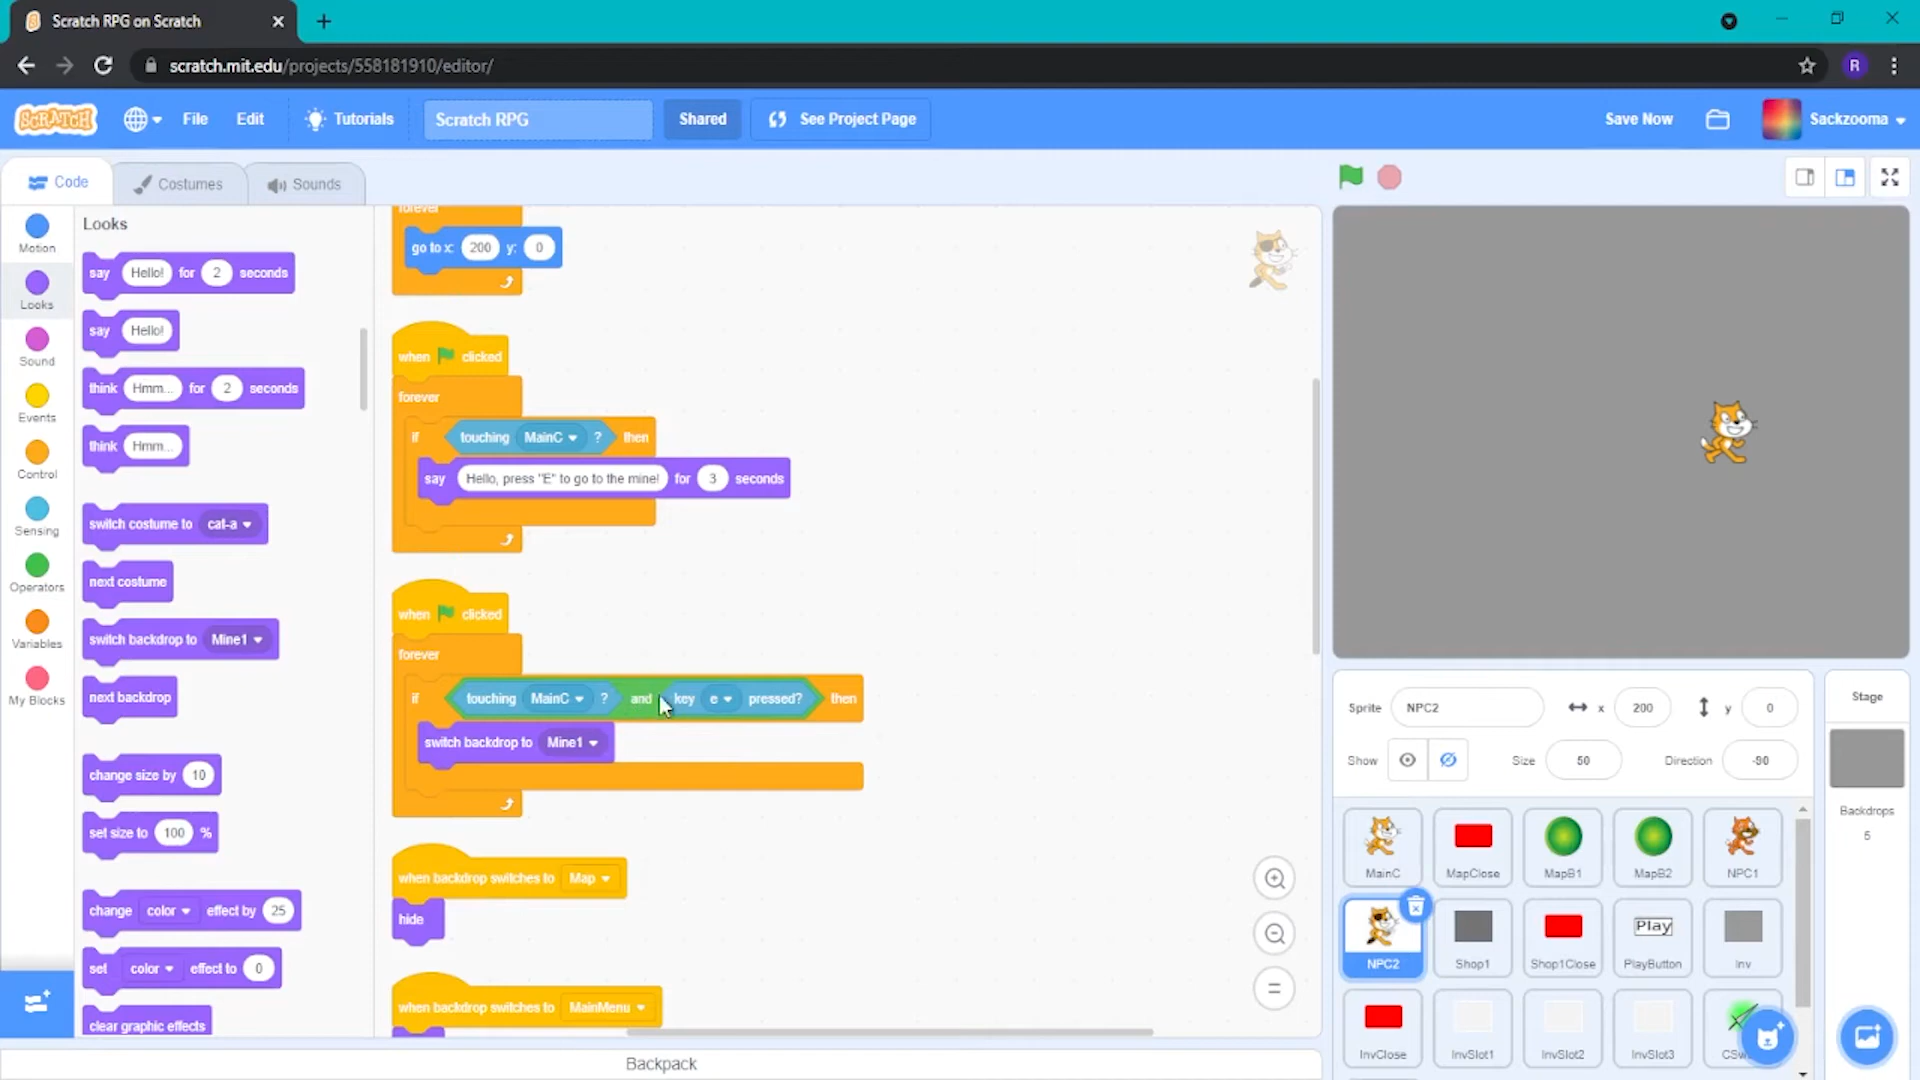 Scratch RPG on Scratch
scratch.mit.edu/projects/558181910/editor/
R
SCRATCH
File
Edit
Tutorials
Scratch RPG
Shared
See Project Page
Save Now
Sackzooma
Code
Costumes
Sounds
Motion
Looks
Sound
Events
Control
Sensing
Operators
Variables
My Blocks
Looks
say Hello! for 2 seconds
say Hello!
think Hmm... for 2 seconds
think Hmm...
switch costume to cat-a
next costume
switch backdrop to Mine1
next backdrop
change size by 10
set size to 100 %
change color effect by 25
set color effect to 0
clear graphic effects
forever
go to x: 200 y: 0
when clicked
forever
if touching MainC ? then
say Hello, press "E" to go to the mine! for 3 seconds
when clicked
forever
if touching MainC ? and key e pressed? then
switch backdrop to Mine1
when backdrop switches to Map
hide
when backdrop switches to MainMenu
Backpack
Sprite NPC2 x 200 y 0
Show Size 50 Direction -90
MainC
MapClose
MapB1
MapB2
NPC1
NPC2
Shop1
Shop1Close
Play
PlayButton
Inv
InvClose
InvSlot1
InvSlot2
InvSlot3
Stage
Backdrops
5